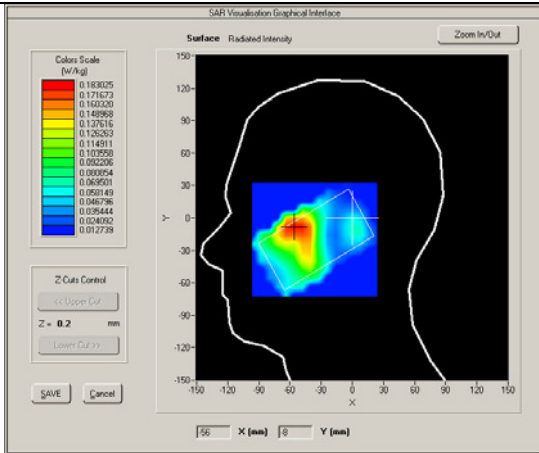 SAR Visualisation Graphical Interface
Surface Radiated Intensity
Zoom In/Out
Colors Scale
(W/kg)
0.183025
0.171673
0.160320
0.148968
0.137616
0.126263
0.114911
0.103558
0.092206
0.080854
0.069501
0.058149
0.046796
0.035444
0.024092
0.012739
Z Cuts Control
<< Upper Cut
Z = 0.2 mm
Lower Cut >>
SAVE Cancel
150
120
90
60
30
0
-30
-60
-90
-120
-150
Y
-150 -120 -90 -60 -30 0 30 60 90 120 150
X
-56 X (mm) -8 Y (mm)